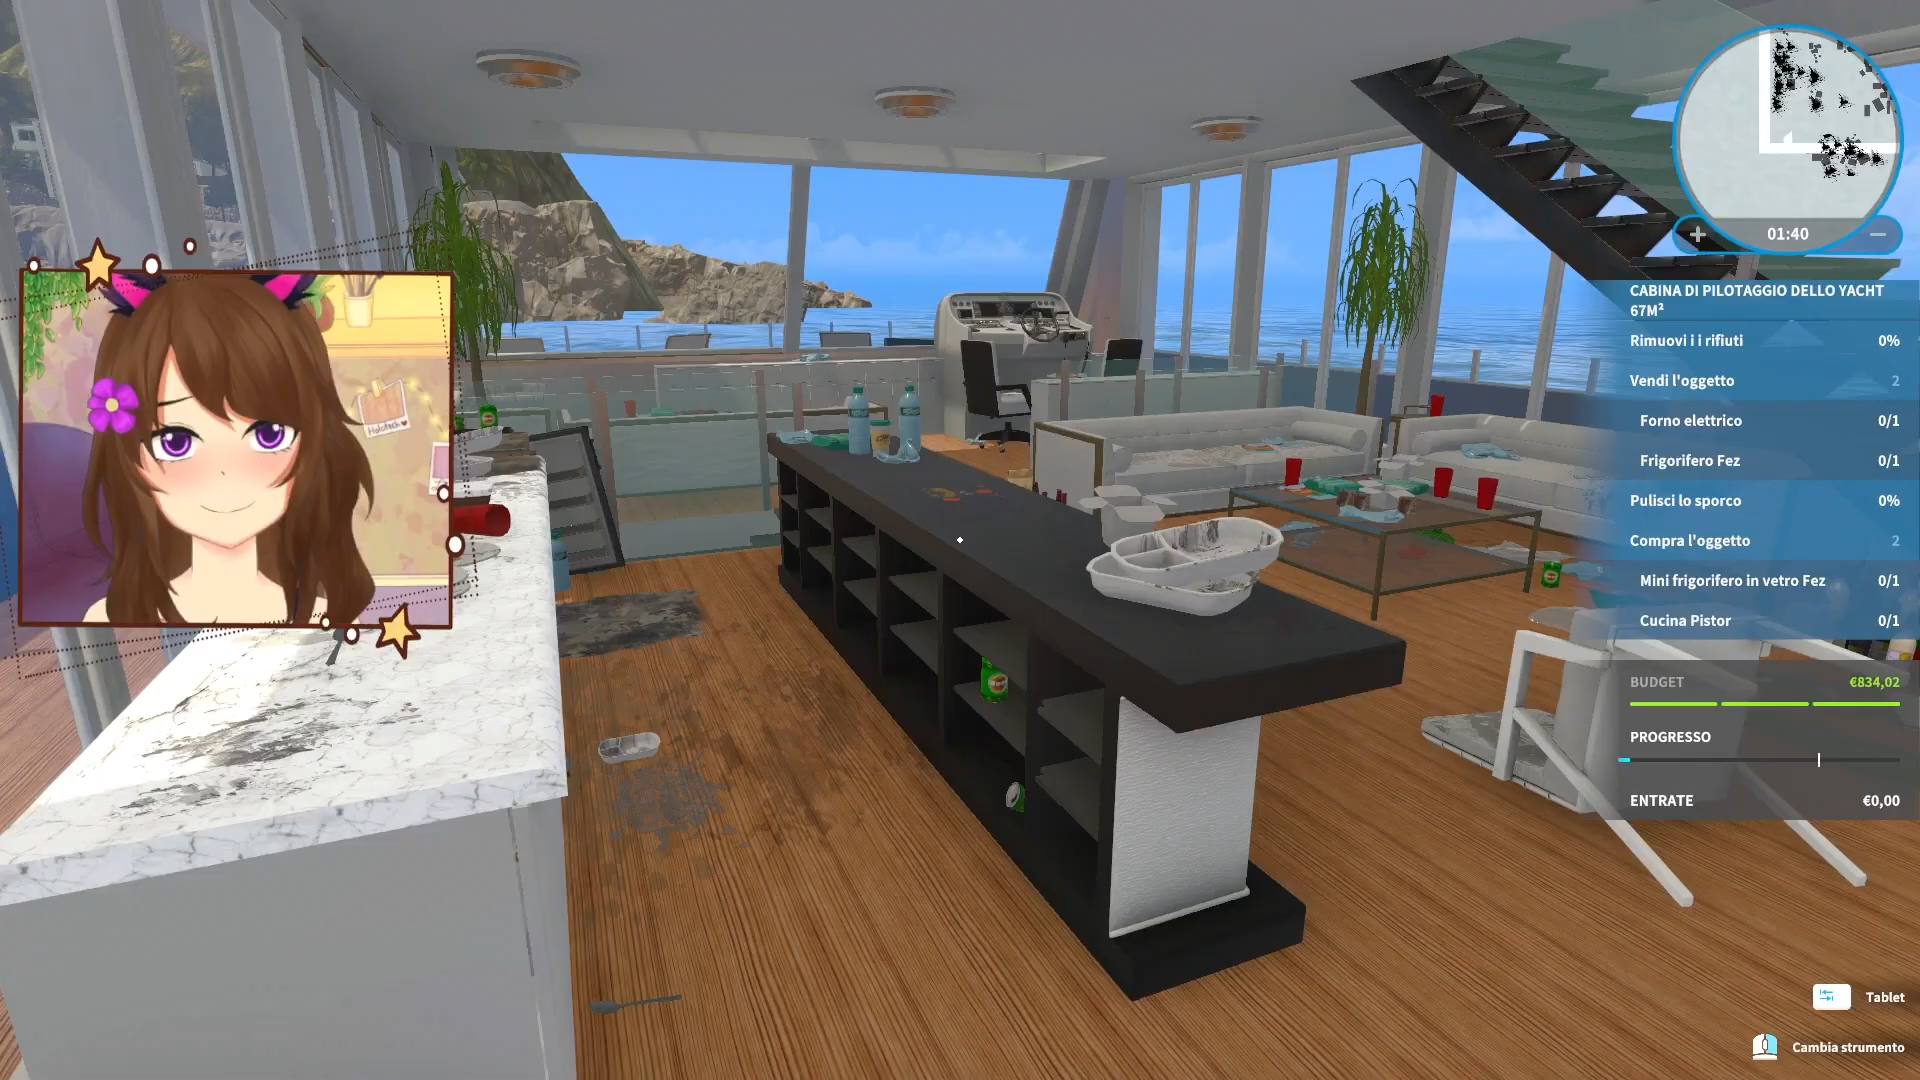 01:40
CABINA DI PILOTAGGIO DELLO YACHT
67M²
Rimuovi i i rifiuti 0%
Vendi l'oggetto 2
Forno elettrico 0/1
Frigorifero Fez 0/1
Pulisci lo sporco 0%
Compra l'oggetto 2
Mini frigorifero in vetro Fez 0/1
Cucina Pistor 0/1
BUDGET €834,02
PROGRESSO
ENTRATE €0,00
Tablet
Cambia strumento